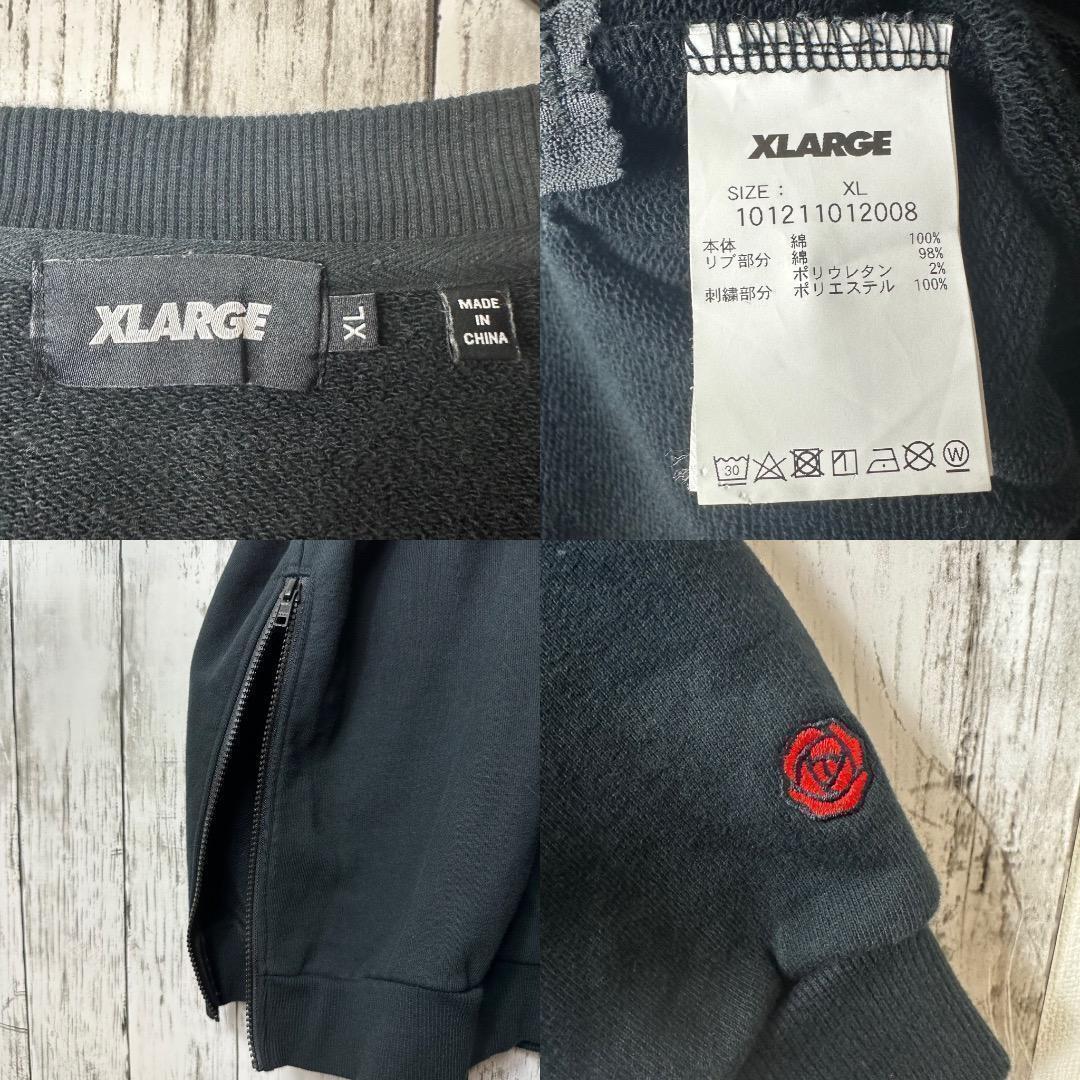 XLARGE
XL
MADE
IN
CHINA
XLARGE
SIZE : XL
101211012008
本体 綿 100%
リブ部分 綿 98%
ポリウレタン 2%
刺繍部分 ポリエステル 100%
30
W